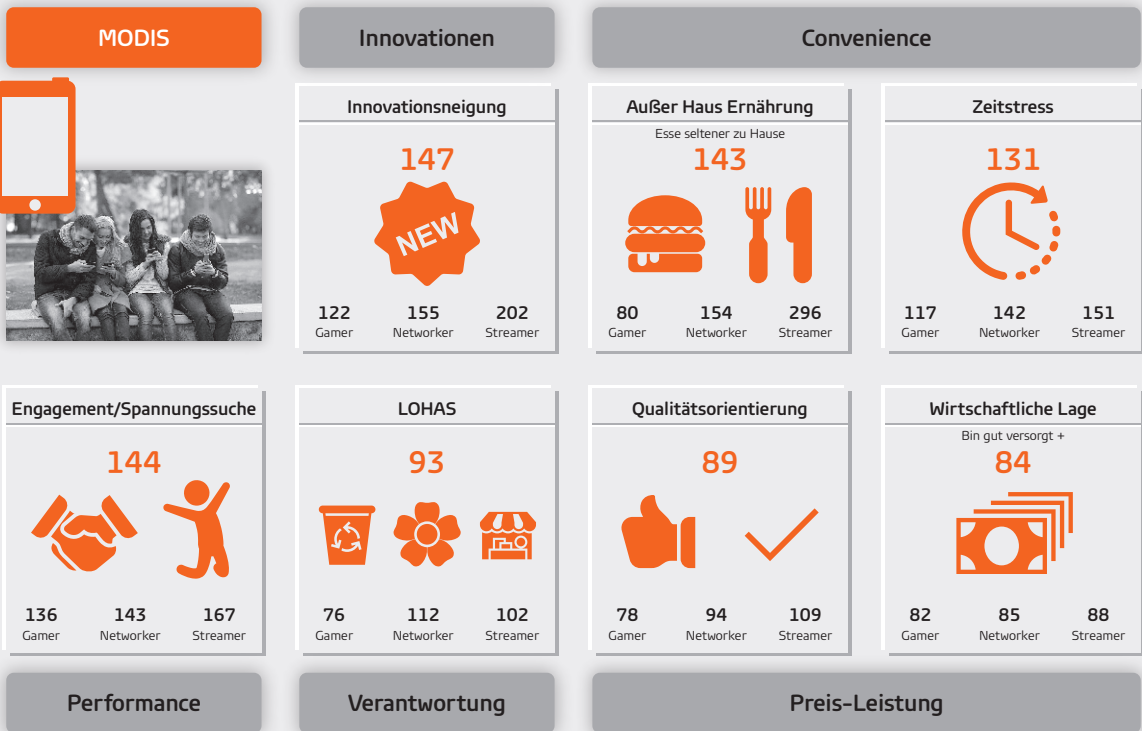 MODIS
Innovationen
Convenience
Innovationsneigung
147
NEW
122 155 202
Gamer Networker Streamer
Außer Haus Ernährung
Esse seltener zu Hause
143
80 154 296
Gamer Networker Streamer
Zeitstress
131
117 142 151
Gamer Networker Streamer
Engagement/Spannungssuche
144
136 143 167
Gamer Networker Streamer
LOHAS
93
76 112 102
Gamer Networker Streamer
Qualitätsorientierung
89
78 94 109
Gamer Networker Streamer
Wirtschaftliche Lage
Bin gut versorgt +
84
82 85 88
Gamer Networker Streamer
Performance
Verantwortung
Preis-Leistung